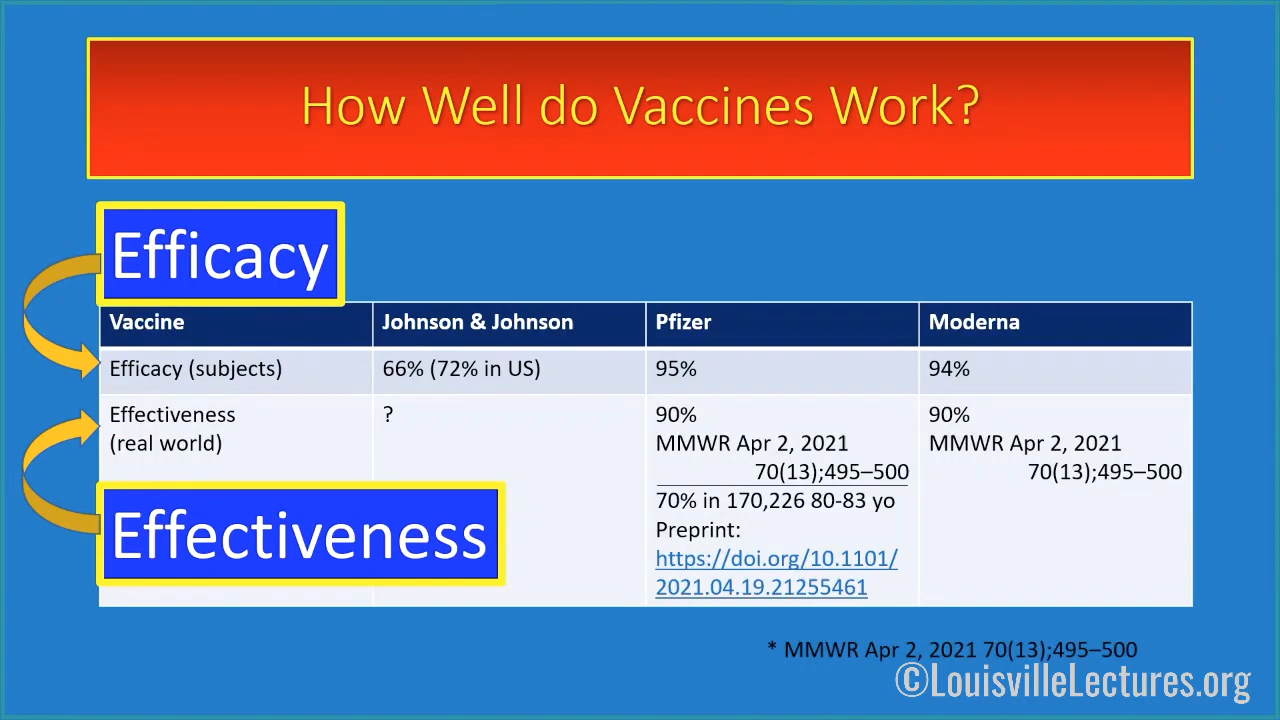 How Well do Vaccines Work?
Efficacy
Vaccine Johnson & Johnson Pfizer Moderna
Efficacy (subjects) 66% (72% in US) 95% 94%
Effectiveness ? 90% 90%
(real world) MMWR Apr 2, 2021 MMWR Apr 2, 2021
70(13);495–500 70(13);495–500
70% in 170,226 80-83 yo
Preprint:
https://doi.org/10.1101/
2021.04.19.21255461
Effectiveness
* MMWR Apr 2, 2021 70(13);495–500
©LouisvilleLectures.org